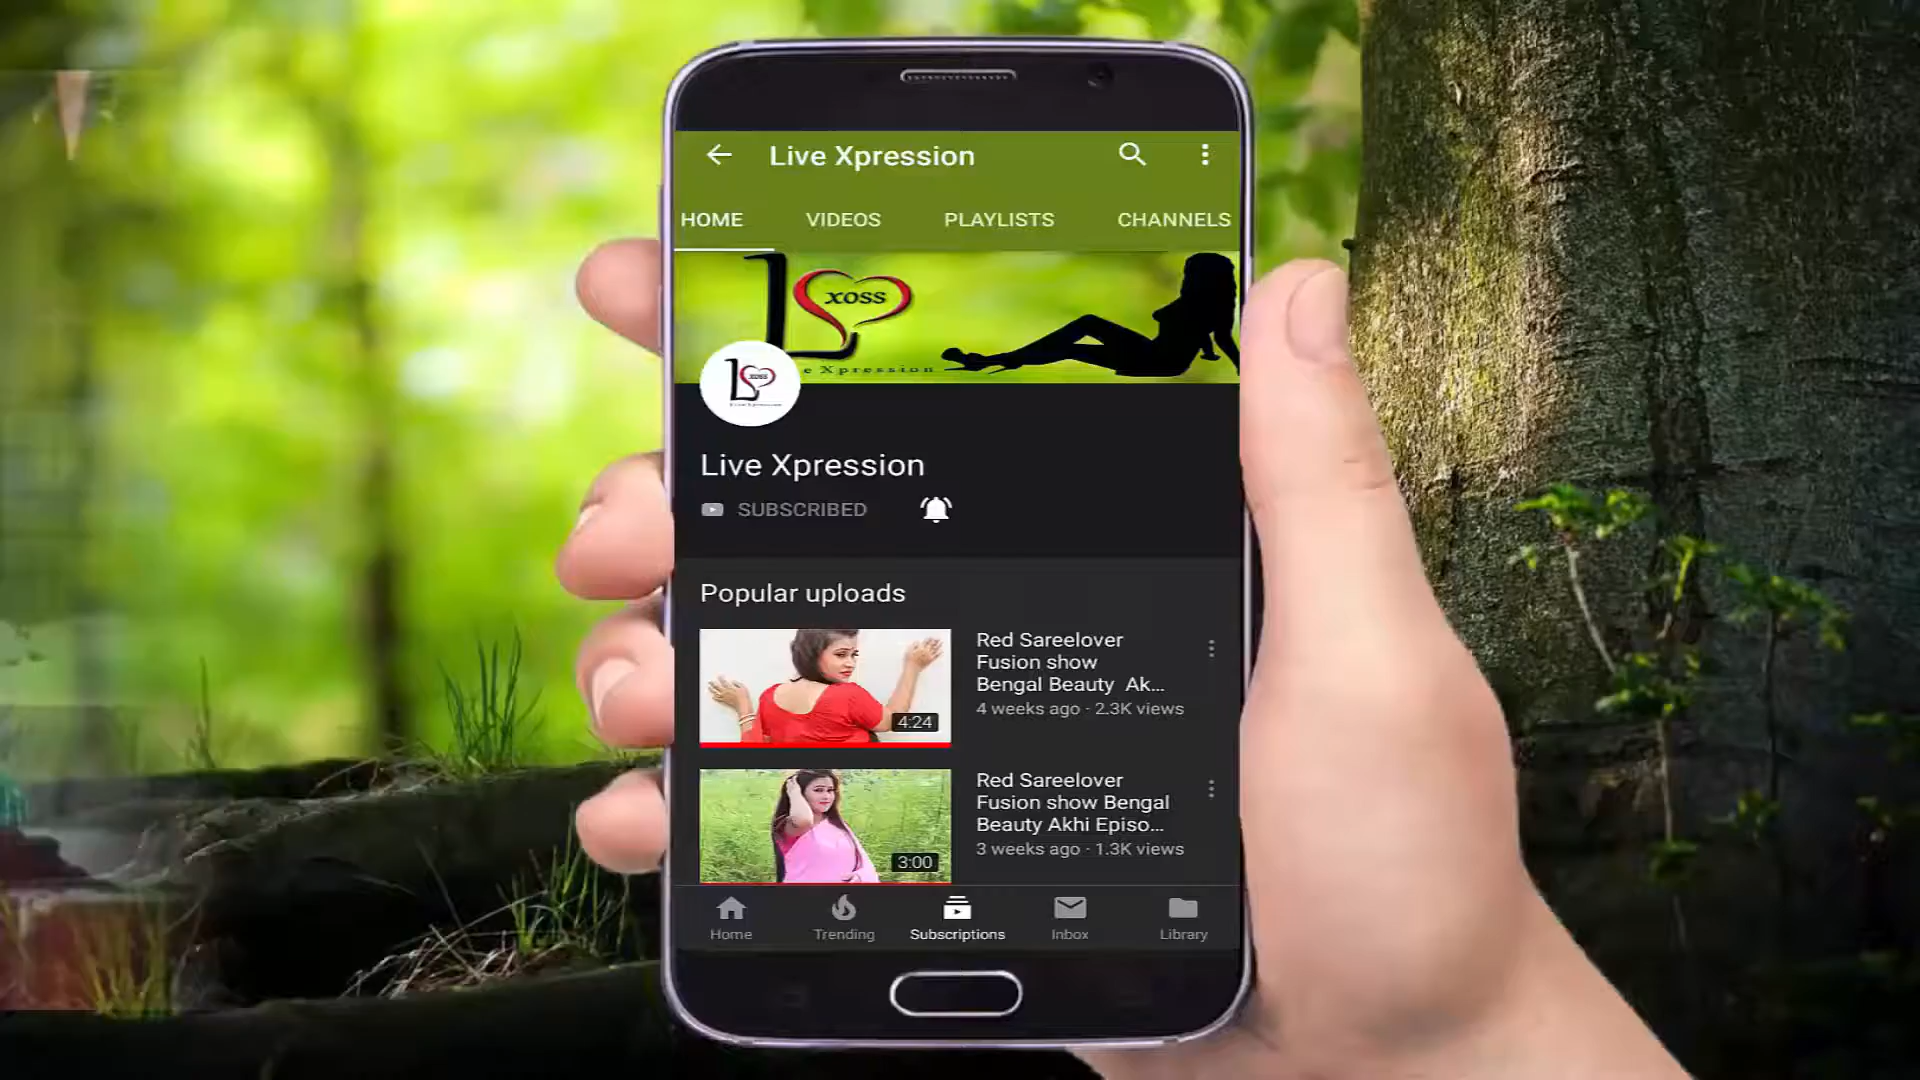 Live Xpression
HOME VIDEOS PLAYLISTS CHANNELS
L xoss
e Xpression
L xoss
Live Xpression
SUBSCRIBED
Popular uploads
Red Sareelover
Fusion show
Bengal Beauty Ak...
4 weeks ago · 2.3K views
4:24
Red Sareelover
Fusion show Bengal
Beauty Akhi Episo...
3 weeks ago · 1.3K views
3:00
Home Trending Subscriptions Inbox Library